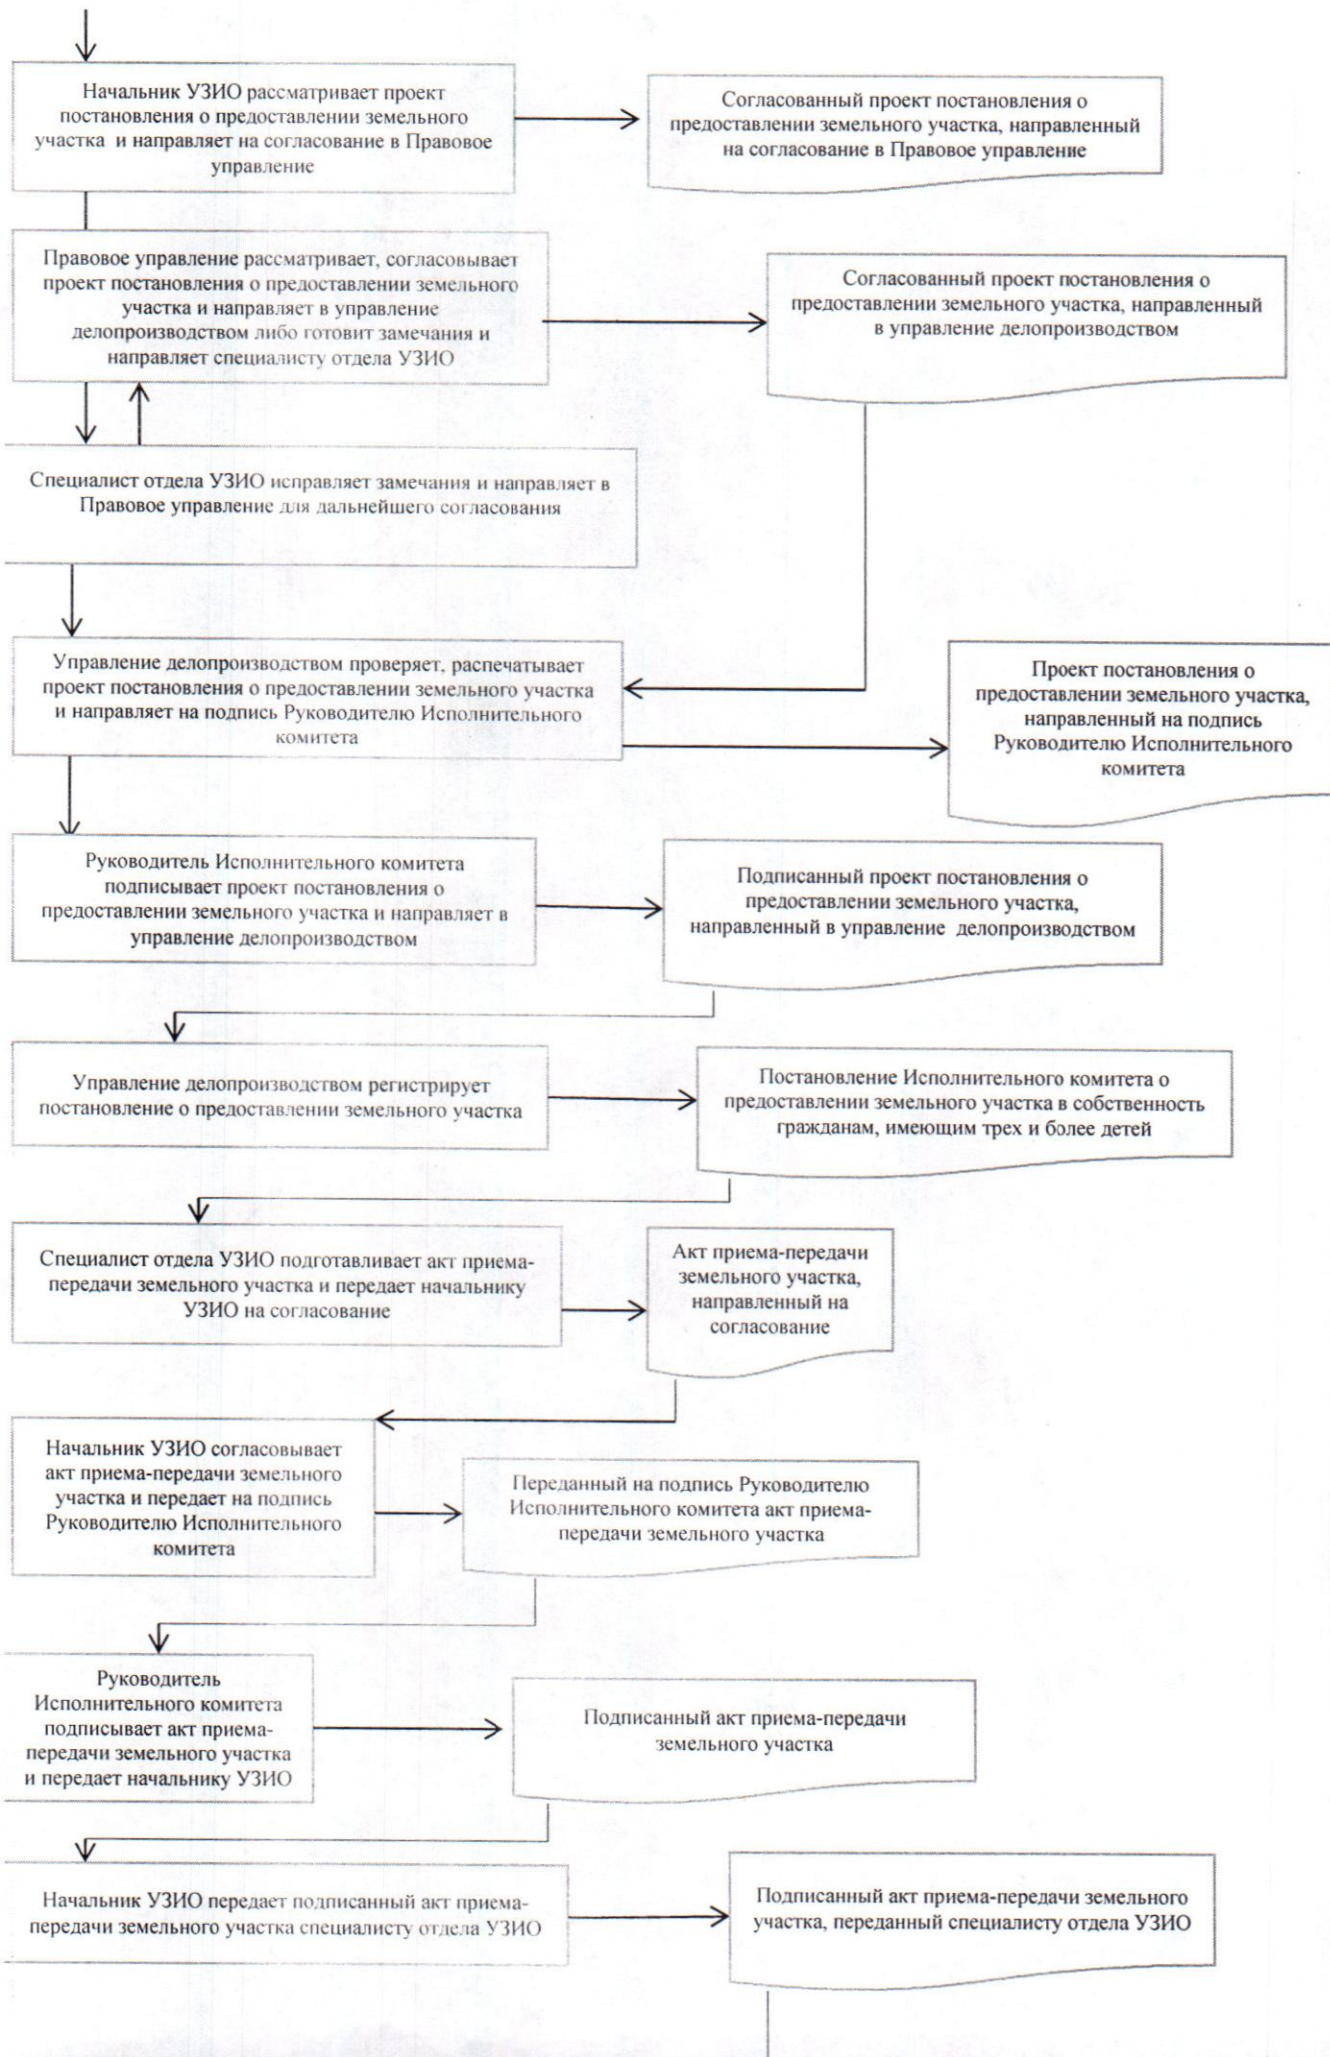 Начальник УЗИО рассматривает проект
постановления о предоставлении земельного
участка и направляет на согласование в Правовое
управление
Согласованный проект постановления о
предоставлении земельного участка, направленный
на согласование в Правовое управление
Правовое управление рассматривает, согласовывает
проект постановления о предоставлении земельного
участка и направляет в управление
делопроизводством либо готовит замечания и
направляет специалисту отдела УЗИО
Согласованный проект постановления о
предоставлении земельного участка, направленный
в управление делопроизводством
Специалист отдела УЗИО исправляет замечания и направляет в
Правовое управление для дальнейшего согласования
Управление делопроизводством проверяет, распечатывает
проект постановления о предоставлении земельного участка
и направляет на подпись Руководителю Исполнительного
комитета
Проект постановления о
предоставлении земельного участка,
направленный на подпись
Руководителю Исполнительного
комитета
Руководитель Исполнительного комитета
подписывает проект постановления о
предоставлении земельного участка и направляет в
управление делопроизводством
Подписанный проект постановления о
предоставлении земельного участка,
направленный в управление делопроизводством
Управление делопроизводством регистрирует
постановление о предоставлении земельного участка
Постановление Исполнительного комитета о
предоставлении земельного участка в собственность
гражданам, имеющим трех и более детей
Специалист отдела УЗИО подготавливает акт приема-
передачи земельного участка и передает начальнику
УЗИО на согласование
Акт приема-передачи
земельного участка,
направленный на
согласование
Начальник УЗИО согласовывает
акт приема-передачи земельного
участка и передает на подпись
Руководителю Исполнительного
комитета
Переданный на подпись Руководителю
Исполнительного комитета акт приема-
передачи земельного участка
Руководитель
Исполнительного комитета
подписывает акт приема-
передачи земельного участка
и передает начальнику УЗИО
Подписанный акт приема-передачи
земельного участка
Начальник УЗИО передает подписанный акт приема-
передачи земельного участка специалисту отдела УЗИО
Подписанный акт приема-передачи земельного
участка, переданный специалисту отдела УЗИО